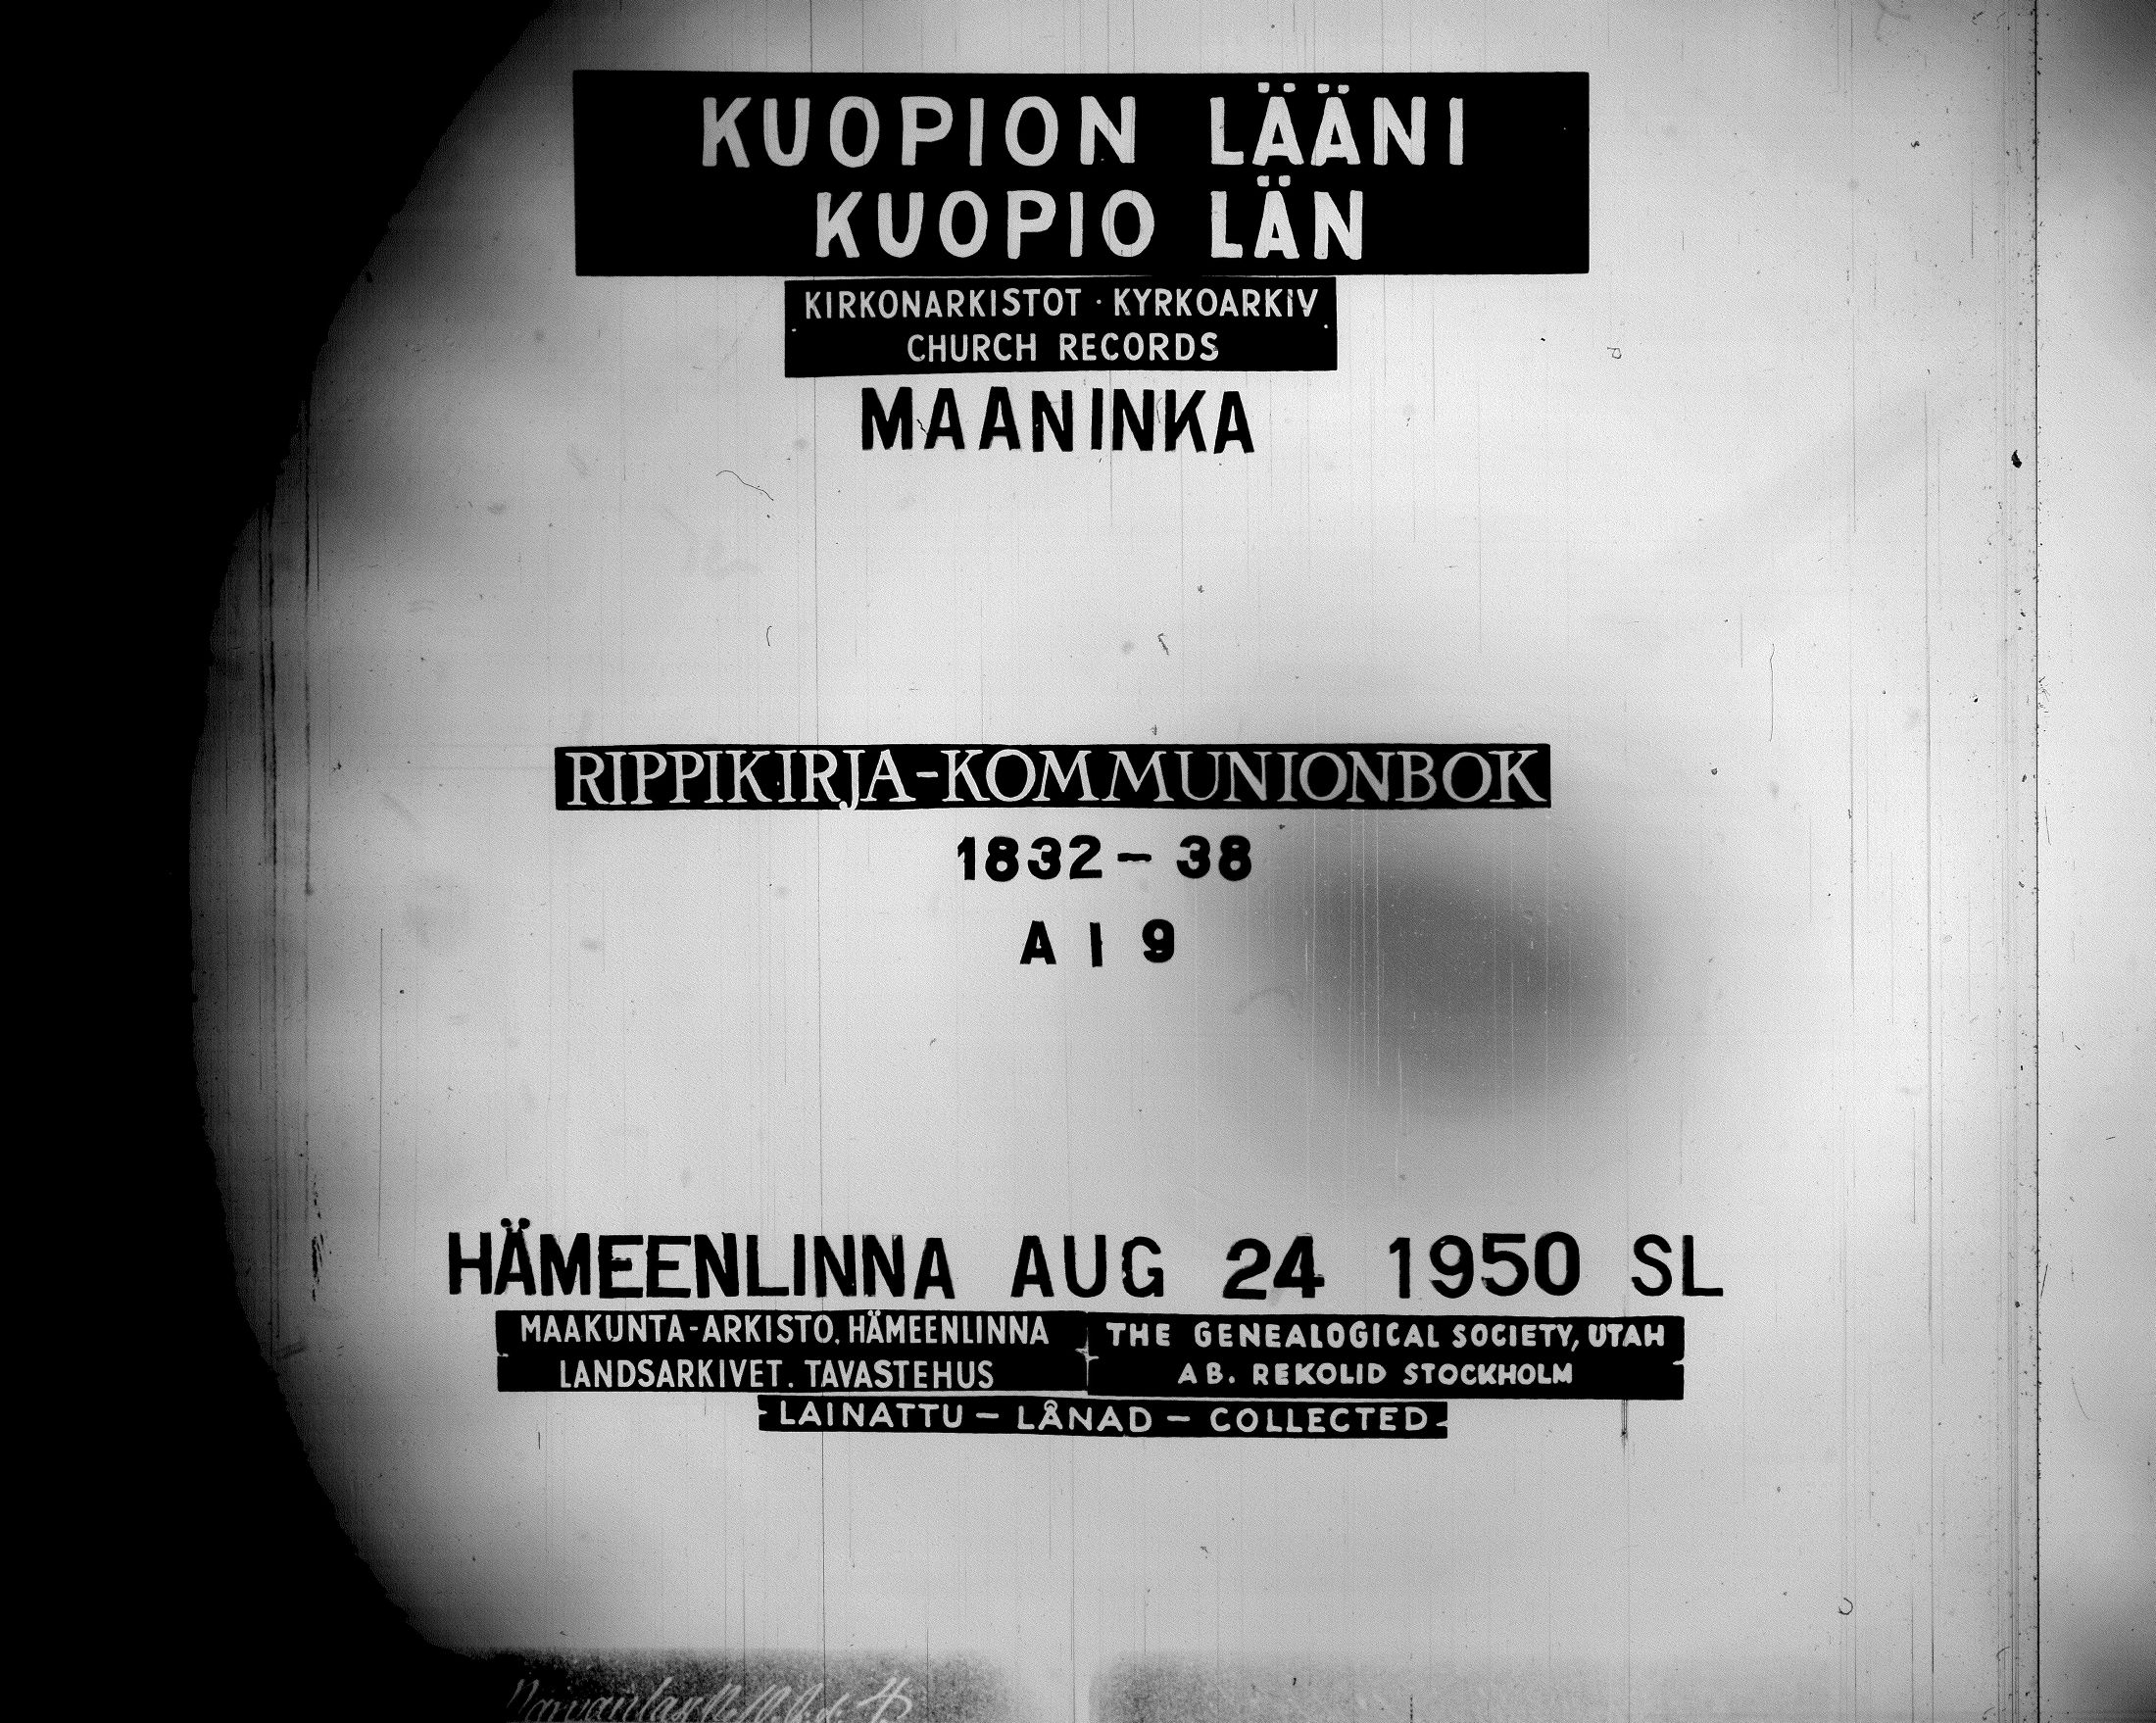 KUOPION LÄÄNI
KUOPIO LÄN
KIRKONARKISTOT · KYRKOARKIV
CHURCH RECORDS
MAANINKA
RIPPIKIRJA-KOMMUNIONBOK
1832 – 38
A I 9
HÄMEENLINNA AUG 24 1950 SL
MAAKUNTA-ARKISTO, HÄMEENLINNA
LANDSARKIVET. TAVASTEHUS
THE GENEALOGICAL SOCIETY, UTAH
AB. REKOLID STOCKHOLM
LAINATTU – LÅNAD – COLLECTED